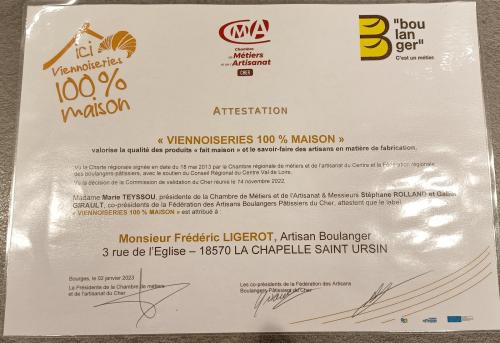 ici
Viennoiseries
100%
maison
CMA
Chambre
de Métiers
et de l'Artisanat
CHER
"bou
lan
ger"
C'est un métier
ATTESTATION
« VIENNOISERIES 100 % MAISON »
valorise la qualité des produits « fait maison » et le savoir-faire des artisans en matière de fabrication.
Vu la Charte régionale signée en date du 18 mai 2013 par la Chambre régionale de métiers et de l'artisanat du Centre et la Fédération régionale
des boulangers-pâtissiers, avec le soutien du Conseil Régional du Centre Val de Loire.
Vu la décision de la Commission de validation du Cher réunie le 14 novembre 2022.
Madame Marie TEYSSOU, présidente de la Chambre de Métiers et de l'Artisanat & Messieurs Stéphane ROLLAND et
GIRAULT, co-présidents de la Fédération des Artisans Boulangers Pâtissiers du Cher, attestent que le label
« VIENNOISERIES 100 % MAISON » est attribué à :
Monsieur Frédéric LIGEROT, Artisan Boulanger
3 rue de l'Eglise – 18570 LA CHAPELLE SAINT URSIN
Bourges, le 02 janvier 2023
La Présidente de la Chambre de métiers
et de l'artisanat du Cher
Les co-présidents de la Fédération des Artisans
Boulangers Pâtissiers du Cher